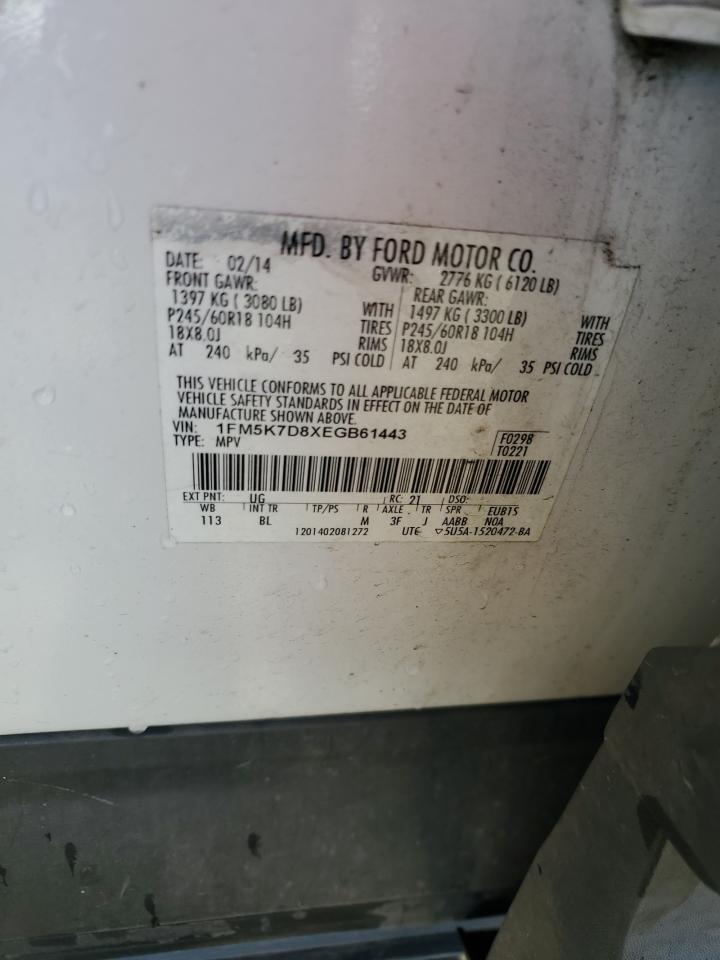 MFD. BY FORD MOTOR CO.
DATE: 02/14 GVWR: 2776 KG ( 6120 LB)
FRONT GAWR: REAR GAWR:
1397 KG ( 3080 LB) WITH 1497 KG ( 3300 LB) WITH
P245/60R18 104H TIRES P245/60R18 104H TIRES
18X8.0J RIMS 18X8.0J RIMS
AT 240 kPa/ 35 PSI COLD AT 240 kPa/ 35 PSI COLD
THIS VEHICLE CONFORMS TO ALL APPLICABLE FEDERAL MOTOR
VEHICLE SAFETY STANDARDS IN EFFECT ON THE DATE OF
MANUFACTURE SHOWN ABOVE.
VIN: 1FM5K7D8XEGB61443 F0298
TYPE: MPV T0221
EXT PNT: UG RC: 21 DSO:
WB INT TR TP/PS R AXLE TR SPR EUB1S
113 BL M 3F J AABB N0A
1201402081272 UTC ▽5U5A-1520472-BA